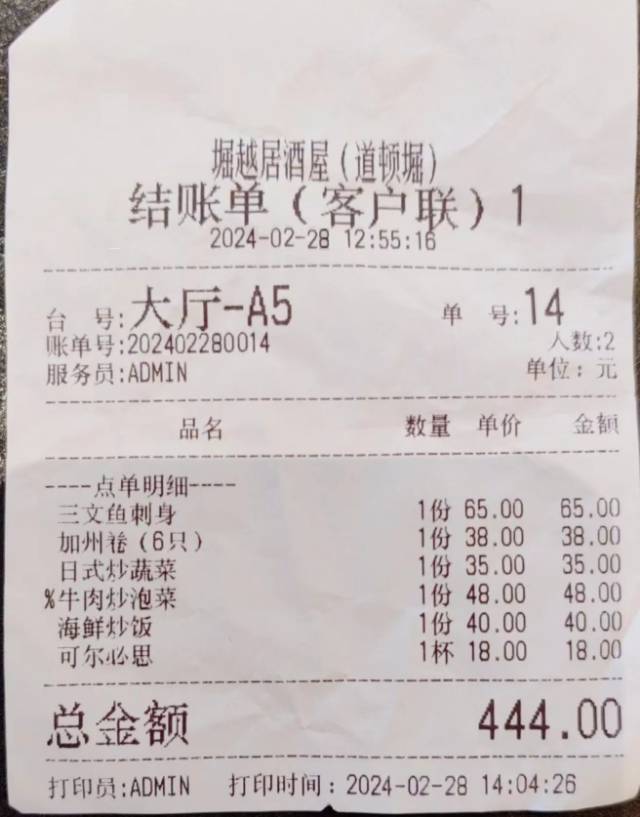 堀越居酒屋(道顿堀)
结账单(客户联)1
2024-02-28 12:55:16
台 号:大厅-A5 单 号:14
账单号:202402280014 人数:2
服务员:ADMIN 单位: 元
品名 数量 单价 金额
----点单明细----
三文鱼刺身 1份 65.00 65.00
加州卷(6只) 1份 38.00 38.00
日式炒蔬菜 1份 35.00 35.00
%牛肉炒泡菜 1份 48.00 48.00
海鲜炒饭 1份 40.00 40.00
可尔必思 1杯 18.00 18.00
总金额 444.00
打印员:ADMIN 打印时间: 2024-02-28 14:04:26